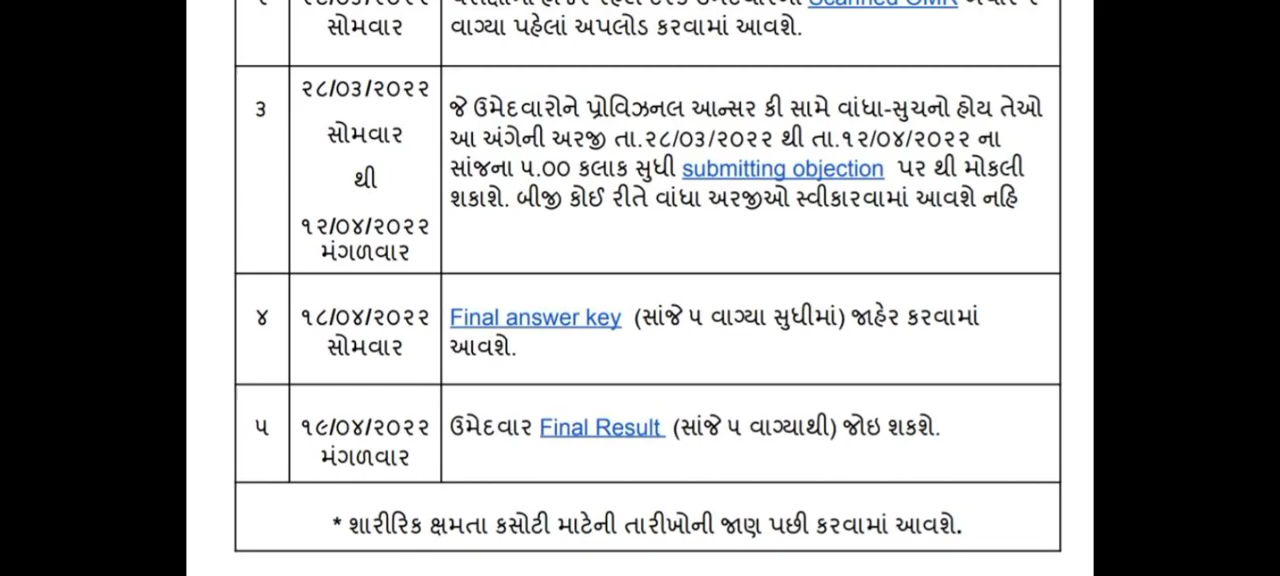 સોમવાર
Scanned OMR
વાગ્યા પહેલાં અપલોડ કરવામાં આવશે.
૩
૨૮/૦૩/૨૦૨૨
સોમવાર
થી
૧૨/૦૪/૨૦૨૨
મંગળવાર
જે ઉમેદવારોને પ્રોવિઝનલ આન્સર કી સામે વાંધા-સુચનો હોય તેઓ
આ અંગેની અરજી તા.૨૮/૦૩/૨૦૨૨ થી તા.૧૨/૦૪/૨૦૨૨ ના
સાંજના ૫.૦૦ કલાક સુધી submitting objection પર થી મોકલી
શકાશે. બીજી કોઈ રીતે વાંધા અરજીઓ સ્વીકારવામાં આવશે નહિ
૪
૧૮/૦૪/૨૦૨૨
સોમવાર
Final answer key (સાંજે ૫ વાગ્યા સુધીમાં) જાહેર કરવામાં
આવશે.
૫
૧૯/૦૪/૨૦૨૨
મંગળવાર
ઉમેદવાર Final Result (સાંજે ૫ વાગ્યાથી) જોઇ શકશે.
* શારીરિક ક્ષમતા કસોટી માટેની તારીખોની જાણ પછી કરવામાં આવશે.